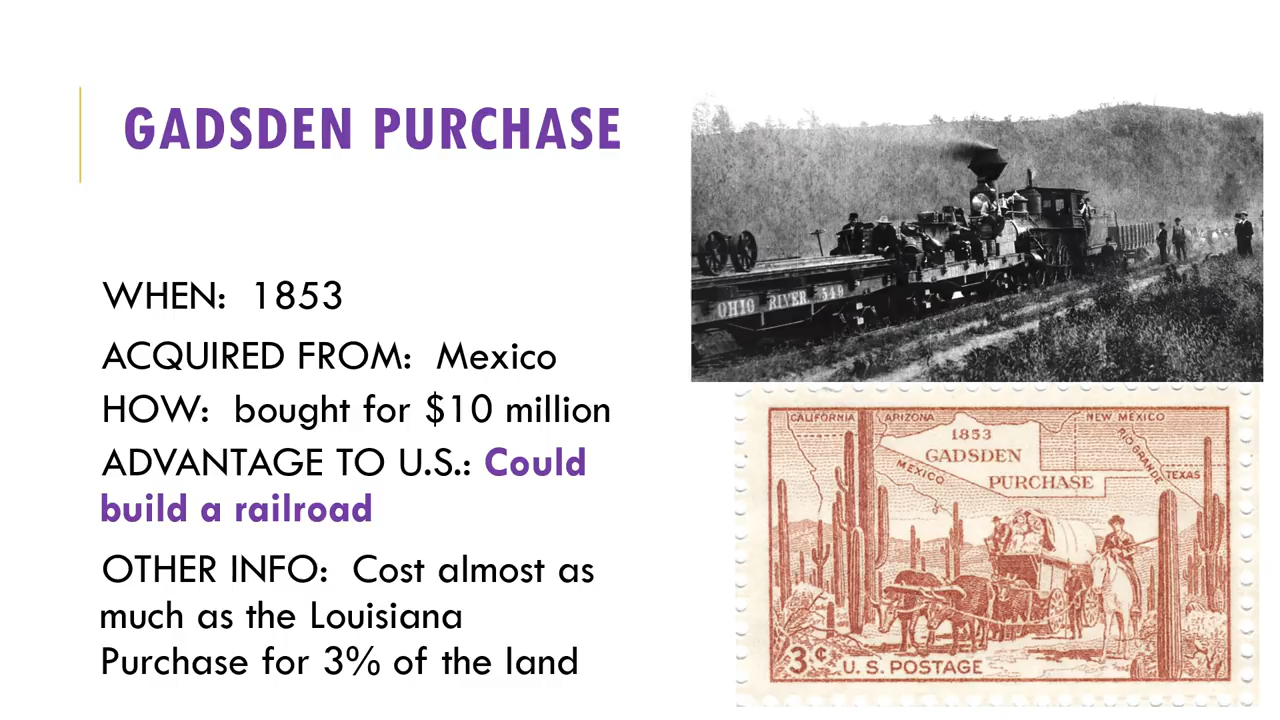 GADSDEN PURCHASE
WHEN: 1853
ACQUIRED FROM: Mexico
HOW: bought for $10 million
ADVANTAGE TO U.S.: Could
build a railroad
OTHER INFO: Cost almost as
much as the Louisiana
Purchase for 3% of the land
OHIO RIVER 549
CALIFORNIA
ARIZONA
NEW MEXICO
1853
GADSDEN
PURCHASE
MEXICO
RIO GRANDE
TEXAS
3¢ U.S. POSTAGE